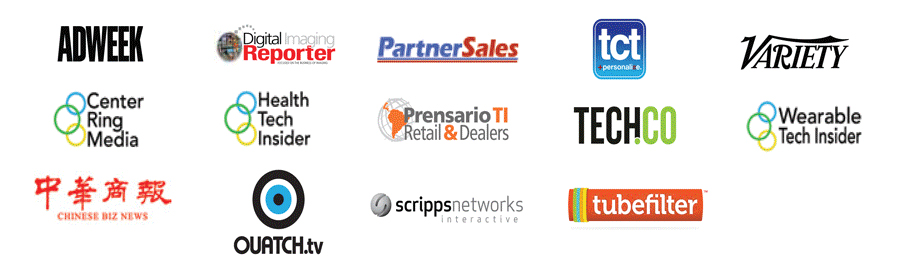 ADWEEK
Digital Imaging
Reporter
PartnerSales
tct
+personalize.
VARIETY
Center
Ring
Media
Health
Tech
Insider
Prensario TI
Retail & Dealers
TECH.CO
Wearable
Tech Insider
中華商報
CHINESE BIZ NEWS
OUATCH.tv
scrippsnetworks
interactive
tubefilter